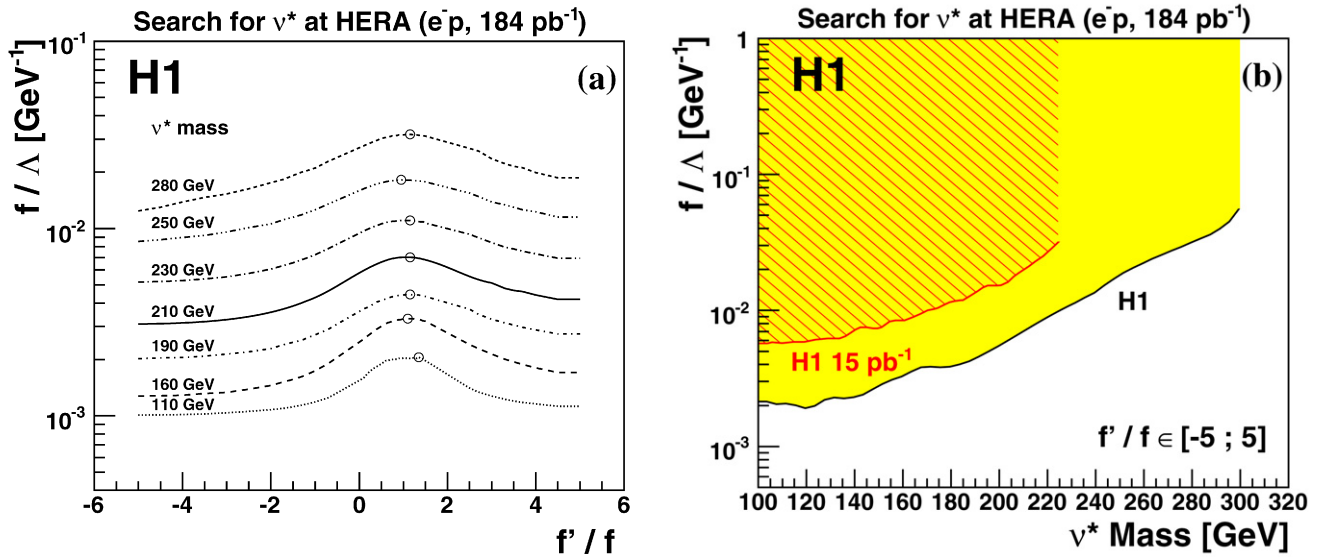 Search for ν* at HERA (e⁻p, 184 pb⁻¹)
H1
(a)
ν* mass
280 GeV
250 GeV
230 GeV
210 GeV
190 GeV
160 GeV
110 GeV
f / Λ [GeV⁻¹]
10⁻¹
10⁻²
10⁻³
-6 -4 -2 0 2 4 6
f' / f
Search for ν* at HERA (e⁻p, 184 pb⁻¹)
H1
(b)
f / Λ [GeV⁻¹]
1
10⁻¹
10⁻²
10⁻³
H1
H1 15 pb⁻¹
f' / f ∈ [-5 ; 5]
100 120 140 160 180 200 220 240 260 280 300 320
ν* Mass [GeV]